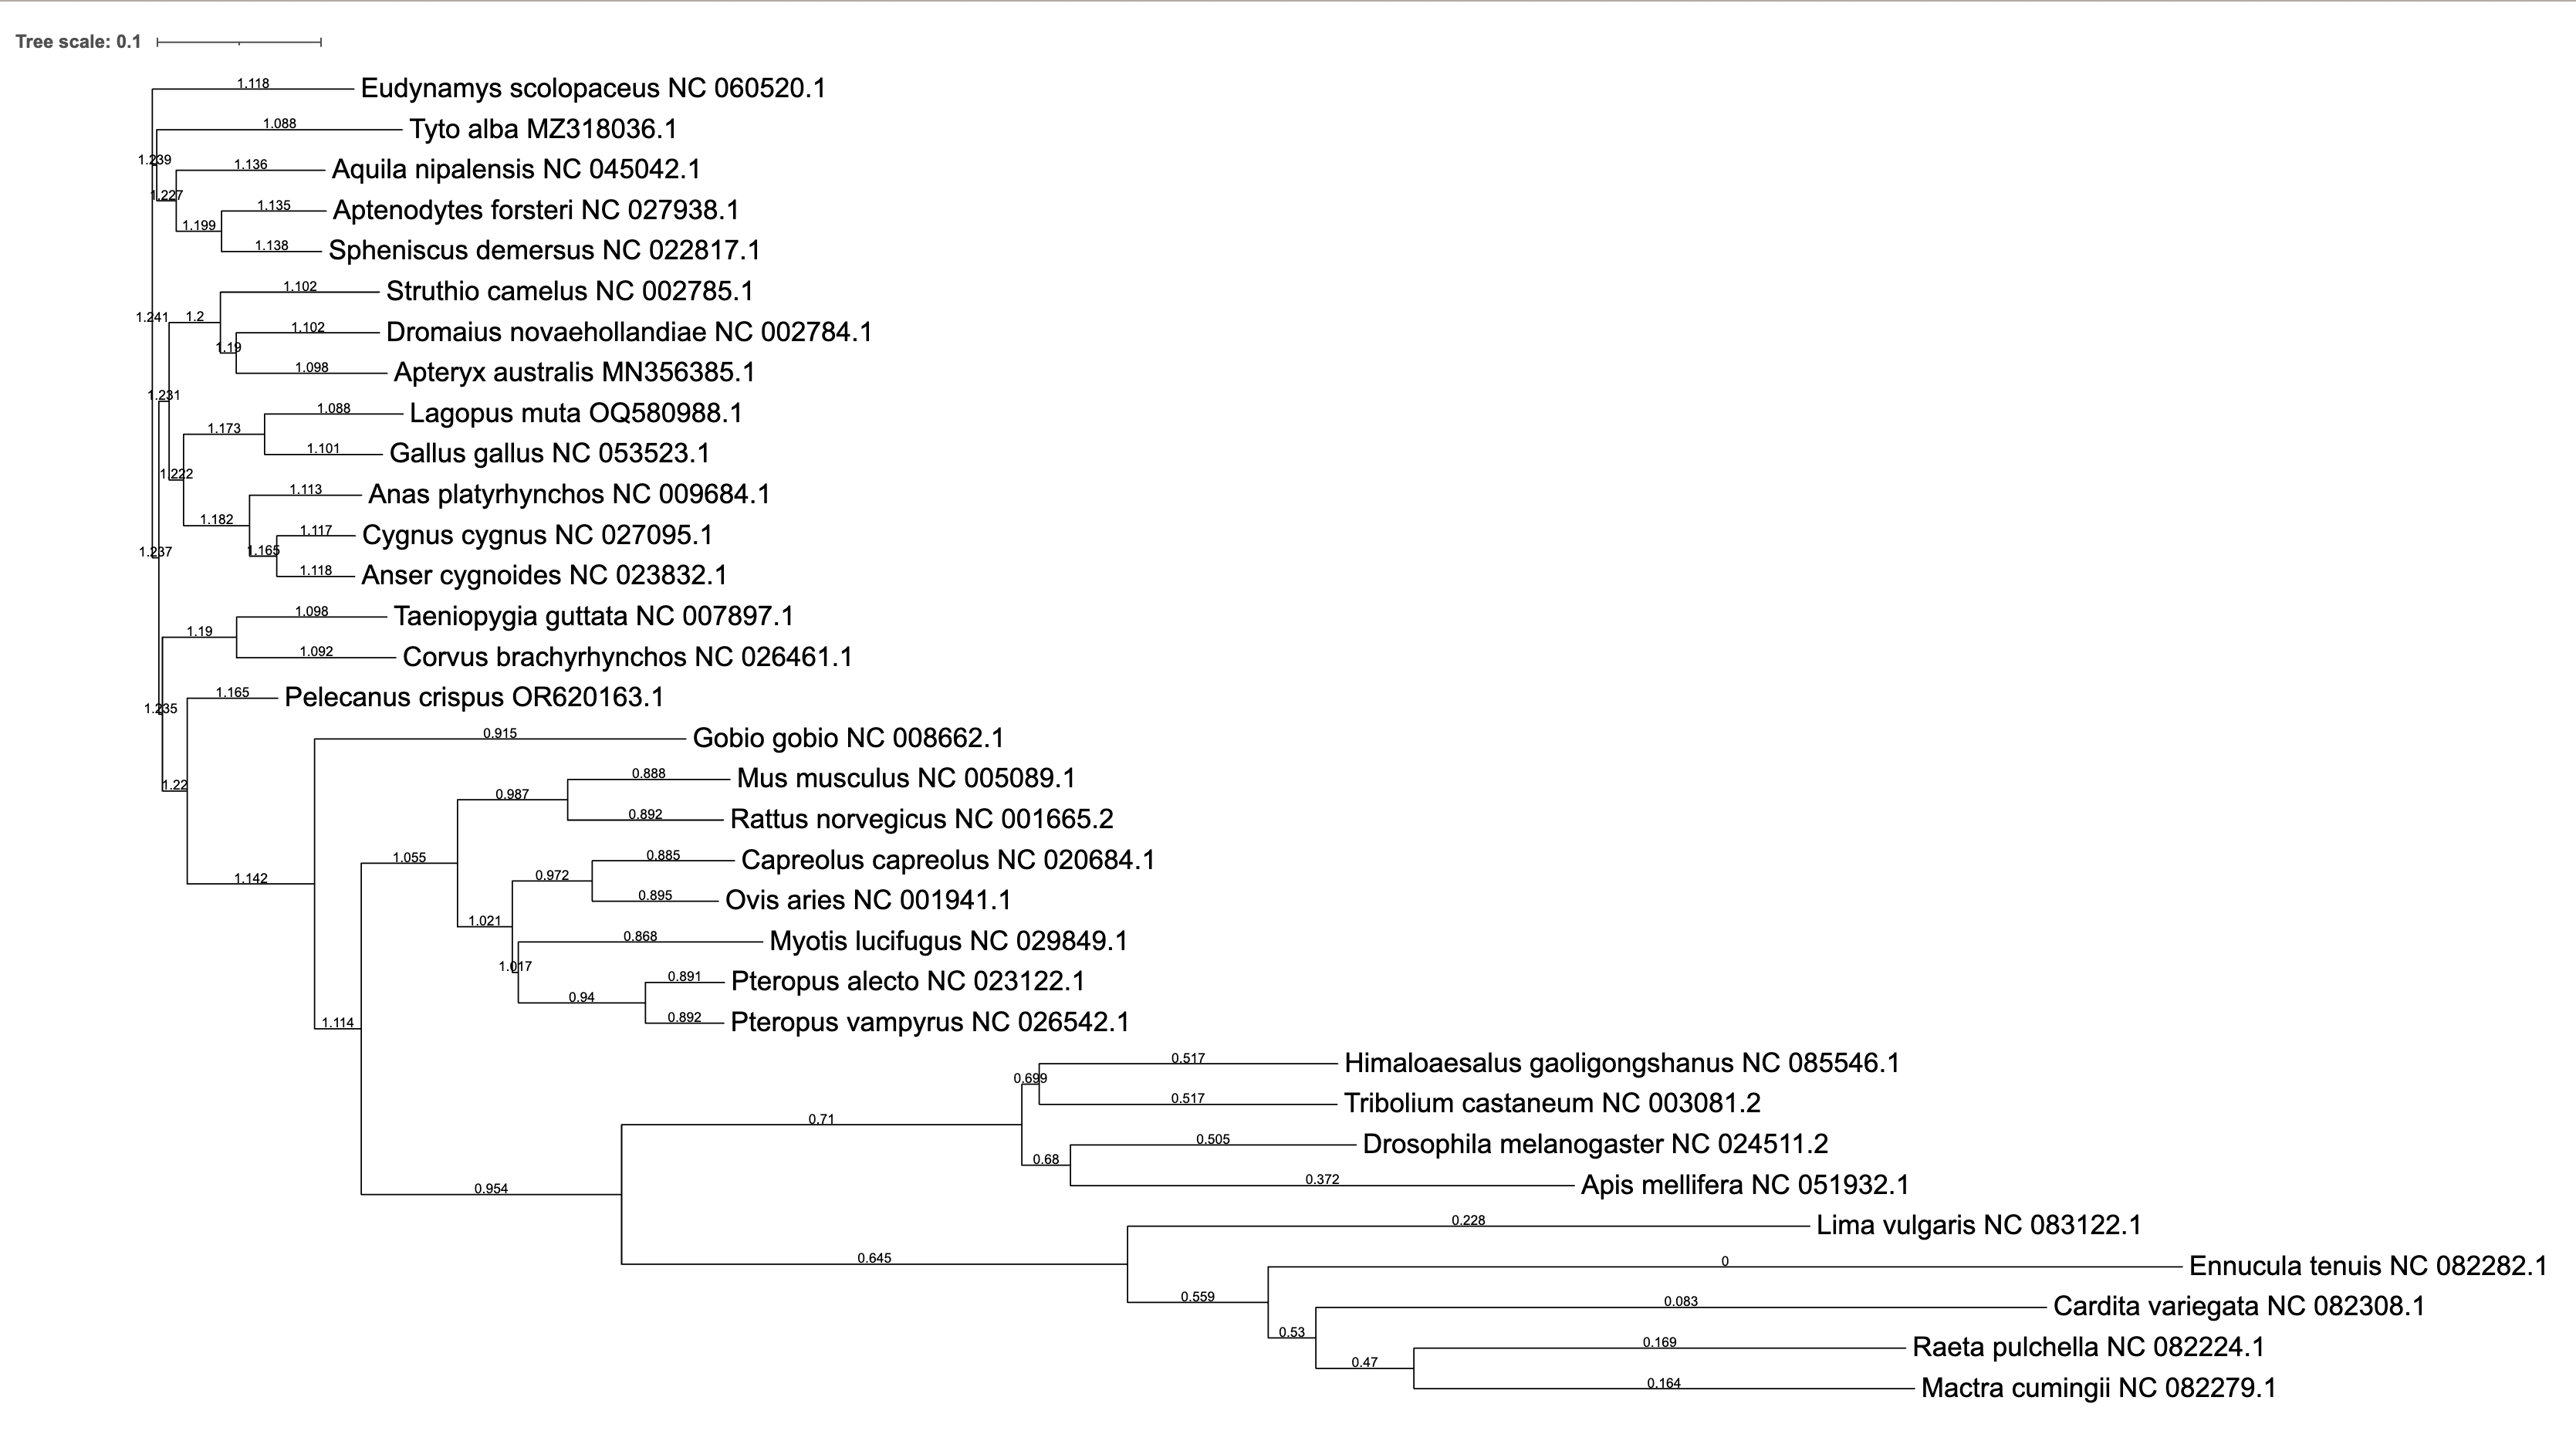 Tree scale: 0.1
1.118 Eudynamys scolopaceus NC 060520.1
1.088 Tyto alba MZ318036.1
1.239
1.136 Aquila nipalensis NC 045042.1
1.227
1.135 Aptenodytes forsteri NC 027938.1
1.199
1.138 Spheniscus demersus NC 022817.1
1.102 Struthio camelus NC 002785.1
1.241 1.2
1.102 Dromaius novaehollandiae NC 002784.1
1.19
1.098 Apteryx australis MN356385.1
1.231
1.088 Lagopus muta OQ580988.1
1.173
1.101 Gallus gallus NC 053523.1
1.222
1.113 Anas platyrhynchos NC 009684.1
1.182
1.117 Cygnus cygnus NC 027095.1
1.237 1.165
1.118 Anser cygnoides NC 023832.1
1.098 Taeniopygia guttata NC 007897.1
1.19
1.092 Corvus brachyrhynchos NC 026461.1
1.165 Pelecanus crispus OR620163.1
1.235
0.915 Gobio gobio NC 008662.1
0.888 Mus musculus NC 005089.1
1.22 0.987
0.892 Rattus norvegicus NC 001665.2
1.055 0.885 Capreolus capreolus NC 020684.1
1.142 0.972
0.895 Ovis aries NC 001941.1
1.021
0.868 Myotis lucifugus NC 029849.1
1.017
0.891 Pteropus alecto NC 023122.1
0.94
1.114 0.892 Pteropus vampyrus NC 026542.1
0.517 Himaloaesalus gaoligongshanus NC 085546.1
0.699
0.517 Tribolium castaneum NC 003081.2
0.71
0.505 Drosophila melanogaster NC 024511.2
0.68
0.954 0.372 Apis mellifera NC 051932.1
0.228 Lima vulgaris NC 083122.1
0.645 0 Ennucula tenuis NC 082282.1
0.559 0.083 Cardita variegata NC 082308.1
0.53
0.169 Raeta pulchella NC 082224.1
0.47
0.164 Mactra cumingii NC 082279.1